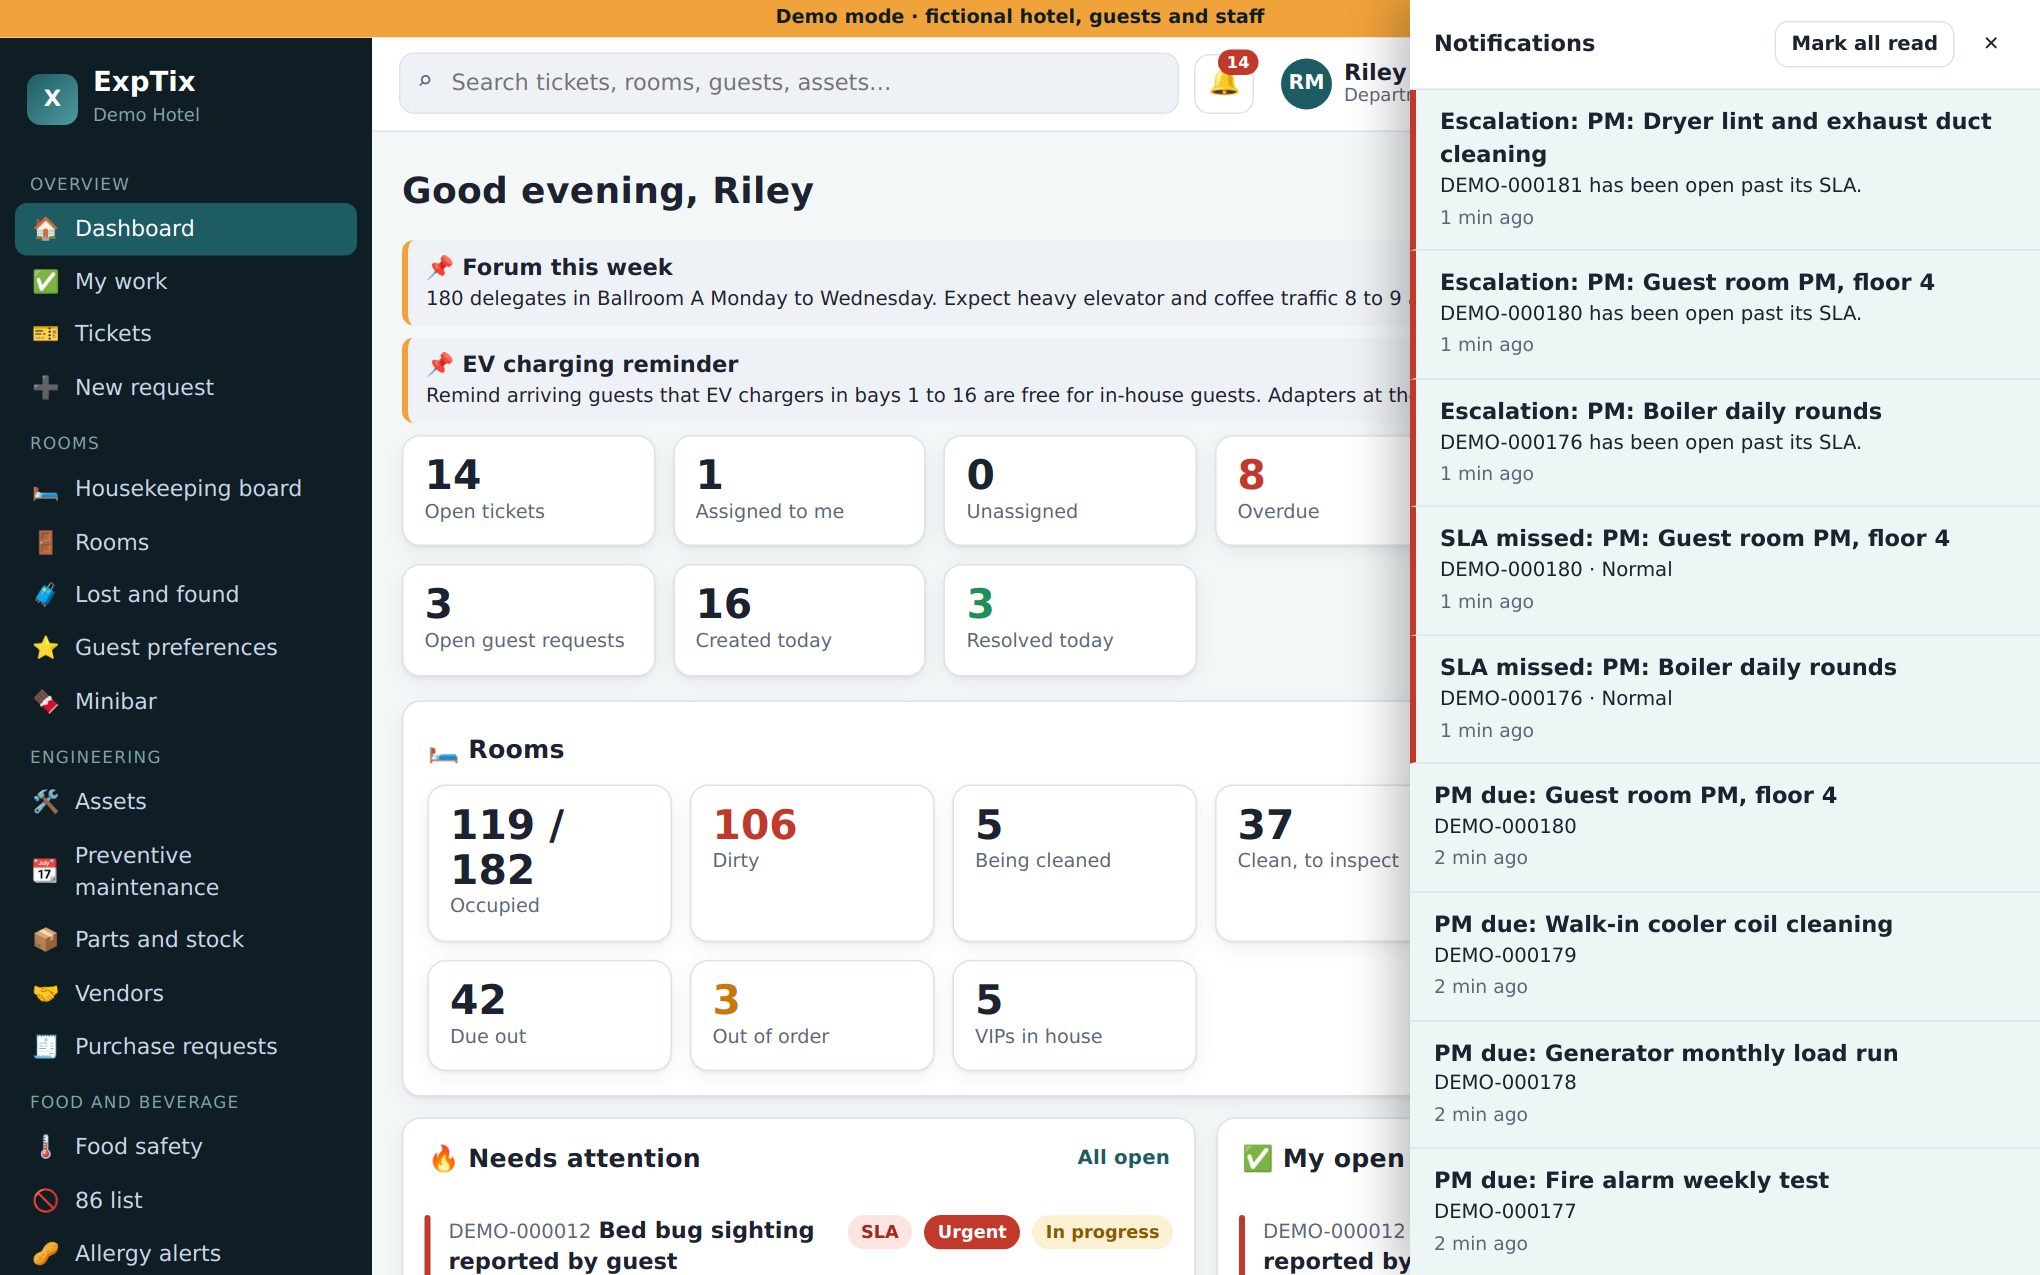 Demo mode · fictional hotel, guests and staff
X
ExpTix
Demo Hotel
OVERVIEW
Dashboard
My work
Tickets
New request
ROOMS
Housekeeping board
Rooms
Lost and found
Guest preferences
Minibar
ENGINEERING
Assets
Preventive
maintenance
Parts and stock
Vendors
Purchase requests
FOOD AND BEVERAGE
Food safety
86 list
Allergy alerts
Search tickets, rooms, guests, assets...
14
RM
Riley
Good evening, Riley
Forum this week
180 delegates in Ballroom A Monday to Wednesday. Expect heavy elevator and coffee traffic 8 to 9
EV charging reminder
Remind arriving guests that EV chargers in bays 1 to 16 are free for in-house guests. Adapters at
14
Open tickets
1
Assigned to me
0
Unassigned
8
Overdue
3
Open guest requests
16
Created today
3
Resolved today
Rooms
119 /
182
Occupied
106
Dirty
5
Being cleaned
37
Clean, to inspect
42
Due out
3
Out of order
5
VIPs in house
Needs attention
All open
DEMO-000012 Bed bug sighting
reported by guest
SLA
Urgent
In progress
My open
DEMO-000012
reported by
Notifications
Mark all read
×
Escalation: PM: Dryer lint and exhaust duct
cleaning
DEMO-000181 has been open past its SLA.
1 min ago
Escalation: PM: Guest room PM, floor 4
DEMO-000180 has been open past its SLA.
1 min ago
Escalation: PM: Boiler daily rounds
DEMO-000176 has been open past its SLA.
1 min ago
SLA missed: PM: Guest room PM, floor 4
DEMO-000180 · Normal
1 min ago
SLA missed: PM: Boiler daily rounds
DEMO-000176 · Normal
1 min ago
PM due: Guest room PM, floor 4
DEMO-000180
2 min ago
PM due: Walk-in cooler coil cleaning
DEMO-000179
2 min ago
PM due: Generator monthly load run
DEMO-000178
2 min ago
PM due: Fire alarm weekly test
DEMO-000177
2 min ago